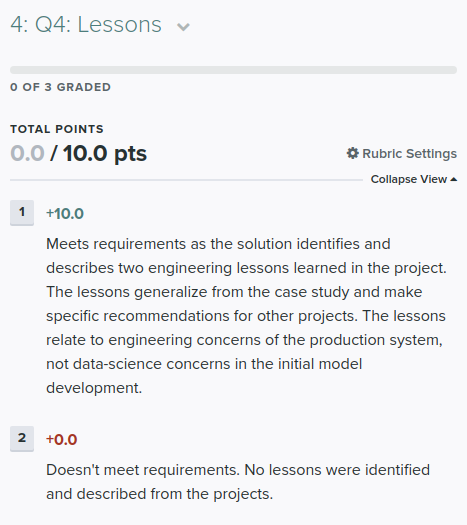 4: Q4: Lessons
0 OF 3 GRADED
TOTAL POINTS
0.0 / 10.0 pts
Rubric Settings
Collapse View
1
+10.0
Meets requirements as the solution identifies and
describes two engineering lessons learned in the project.
The lessons generalize from the case study and make
specific recommendations for other projects. The lessons
relate to engineering concerns of the production system,
not data-science concerns in the initial model
development.
2
+0.0
Doesn't meet requirements. No lessons were identified
and described from the projects.